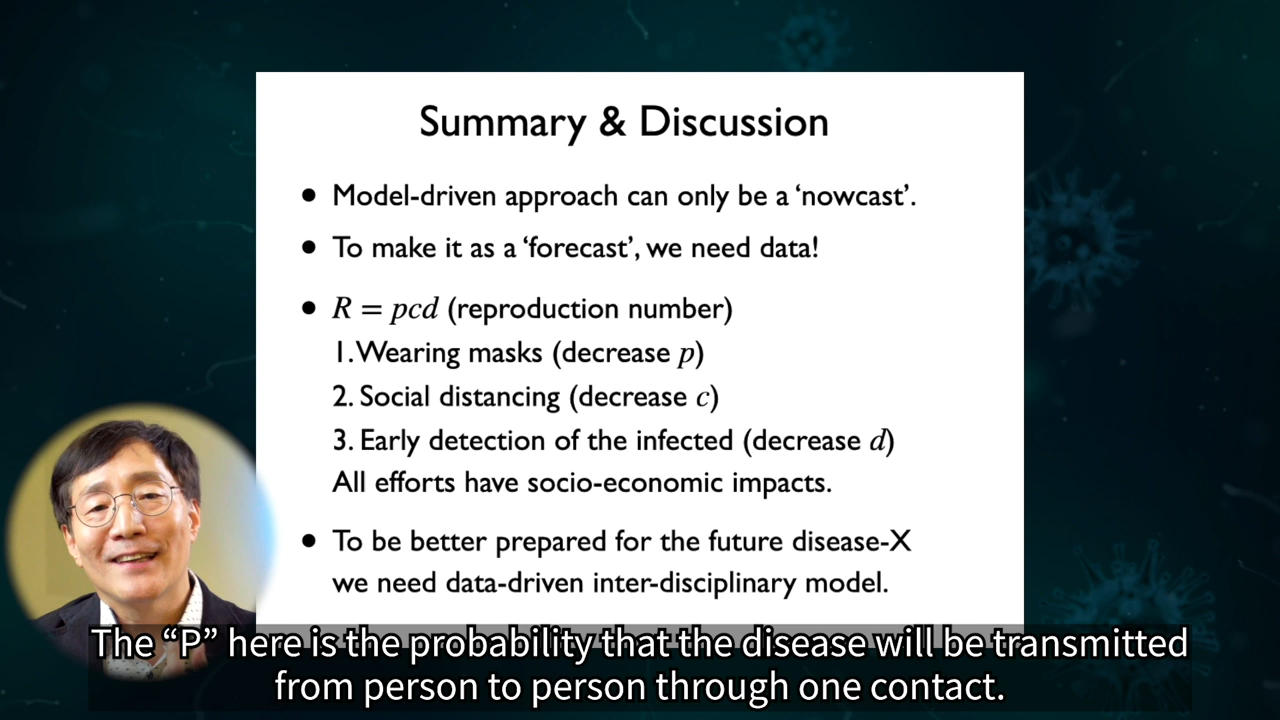 Summary & Discussion
• Model-driven approach can only be a ‘nowcast’.
• To make it as a ‘forecast’, we need data!
• R = pcd (reproduction number)
1. Wearing masks (decrease p)
2. Social distancing (decrease c)
3. Early detection of the infected (decrease d)
All efforts have socio-economic impacts.
• To be better prepared for the future disease-X
we need data-driven inter-disciplinary model.
The “P” here is the probability that the disease will be transmitted
from person to person through one contact.